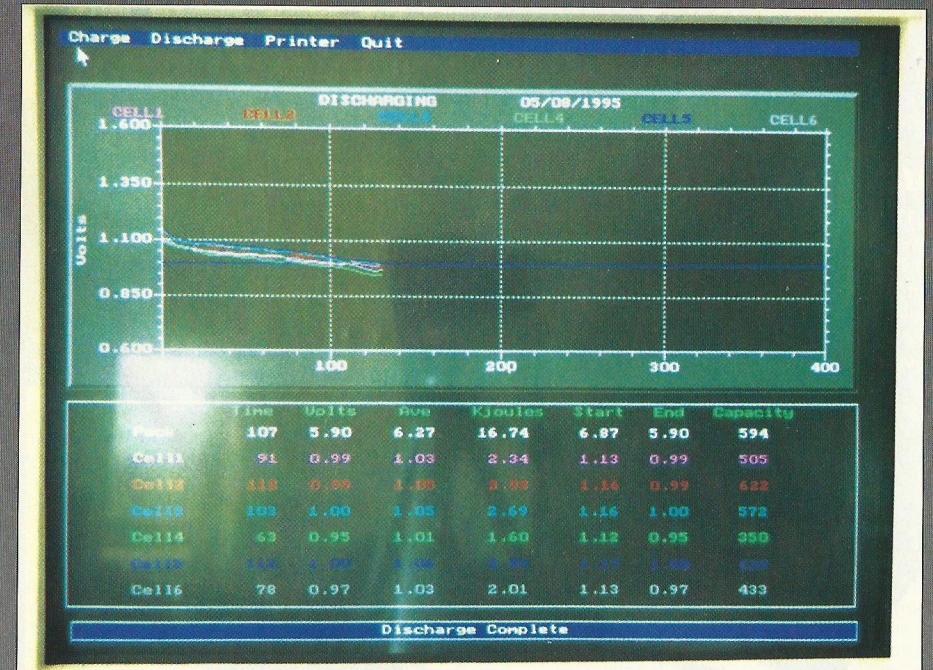 Charge Discharge Printer Quit
DISCHARGING 05/08/1995
CELL1 CELL2 CELL4 CELL5 CELL6
1.600
1.350
1.100
0.850
0.600
Volts
100 200 300 400
Time Volts Ave Kjoules Start End Capacity
107 5.90 6.27 16.74 6.87 5.90 594
Cell1 91 0.99 1.03 2.34 1.13 0.99 505
Cell2 0.99 1.05 1.16 0.99 622
Cell3 103 1.00 1.05 2.69 1.16 1.00 572
Cell4 63 0.95 1.01 1.60 1.12 0.95 350
Cell5
Cell6 78 0.97 1.03 2.01 1.13 0.97 433
Discharge Complete